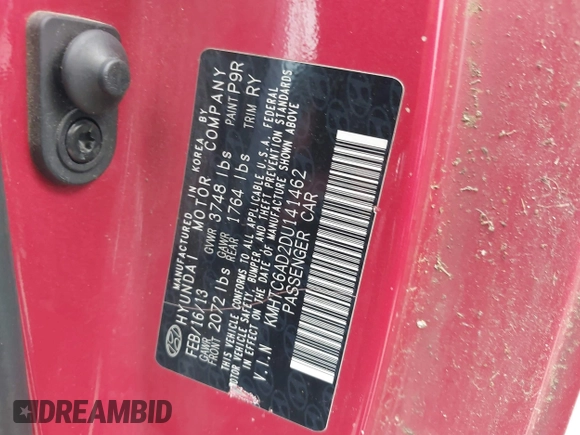 MANUFACTURED IN KOREA BY
HYUNDAI MOTOR COMPANY
FEB/16/13 GVWR 3748 lbs PAINT P9R
GAWR FRONT 2072 lbs GAWR REAR 1764 lbs TRIM RY
THIS VEHICLE CONFORMS TO ALL APPLICABLE U.S.A. FEDERAL
MOTOR VEHICLE SAFETY, BUMPER, AND THEFT PREVENTION STANDARDS
IN EFFECT ON THE DATE OF MANUFACTURE SHOWN ABOVE
V.I.N KMHTC6AD2DU141462
PASSENGER CAR
DREAMBID